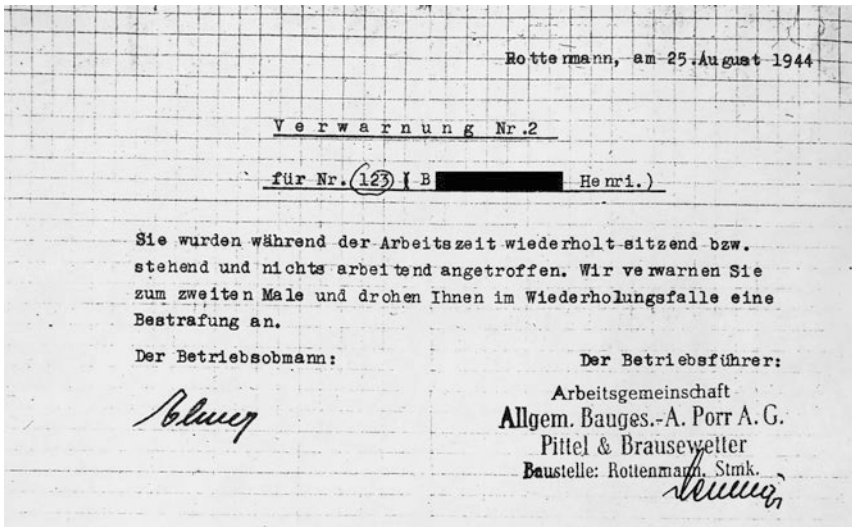 Rottermann, am 25.August 1944
Verwarnung Nr.2
für Nr.(123) ( B Henri.)
Sie wurden während der Arbeitszeit wiederholt sitzend bzw.
stehend und nichts arbeitend angetroffen. Wir verwarnen Sie
zum zweiten Male und drohen Ihnen im Wiederholungsfalle eine
Bestrafung an.
Der Betriebsobmann:
Der Betriebsführer:
Arbeitsgemeinschaft
Allgem. Bauges.-A. Porr A. G.
Pittel & Brausewetter
Baustelle: Rottenmann, Stmk.